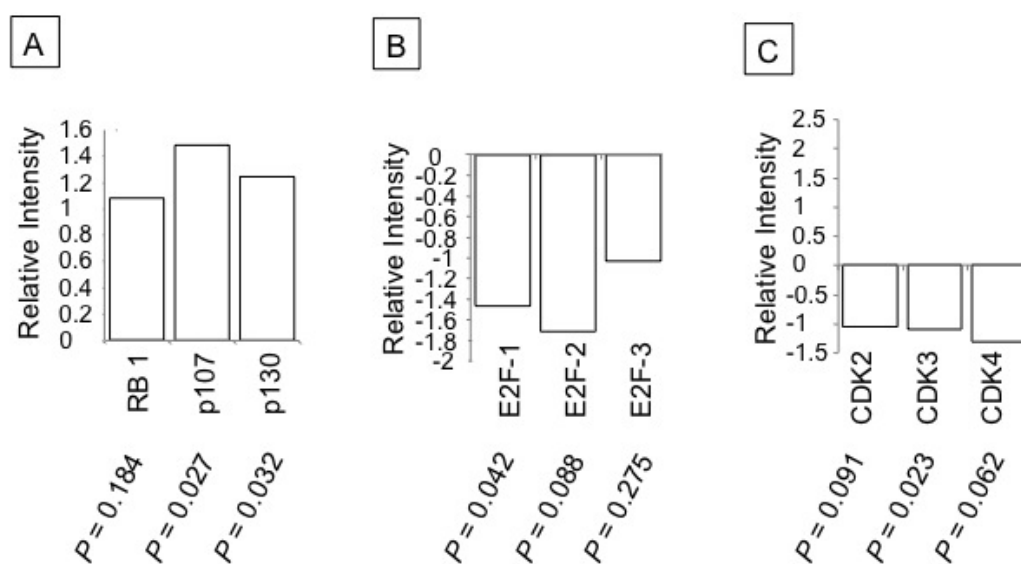 A
Relative Intensity
1.6
1.4
1.2
1
0.8
0.6
0.4
0.2
0
RB 1
p107
p130
P = 0.184
P = 0.027
P = 0.032
B
Relative Intensity
0
-0.2
-0.4
-0.6
-0.8
-1
-1.2
-1.4
-1.6
-1.8
-2
E2F-1
E2F-2
E2F-3
P = 0.042
P = 0.088
P = 0.275
C
Relative Intensity
2.5
2
1.5
1
0.5
0
-0.5
-1
-1.5
CDK2
CDK3
CDK4
P = 0.091
P = 0.023
P = 0.062